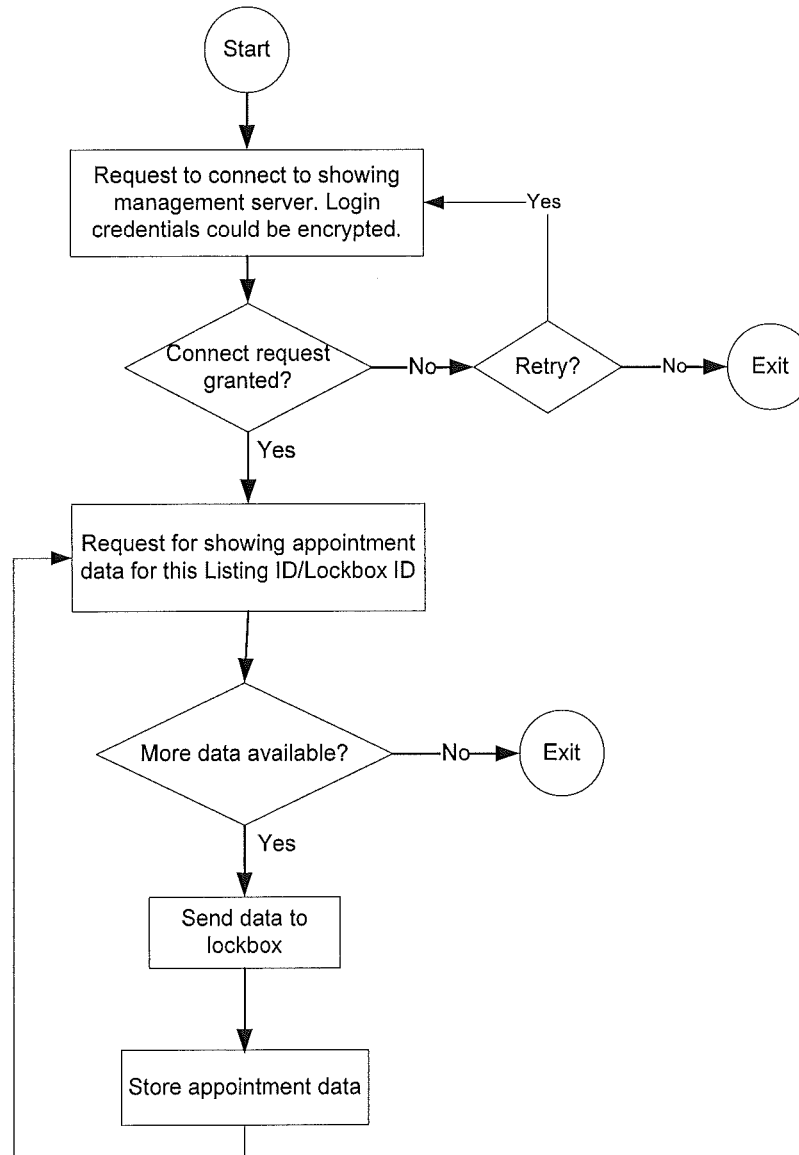 Start
Request to connect to showing
management server. Login
credentials could be encrypted.
Yes
Connect request
granted?
No
Retry?
No
Exit
Yes
Request for showing appointment
data for this Listing ID/Lockbox ID
More data available?
No
Exit
Yes
Send data to
lockbox
Store appointment data